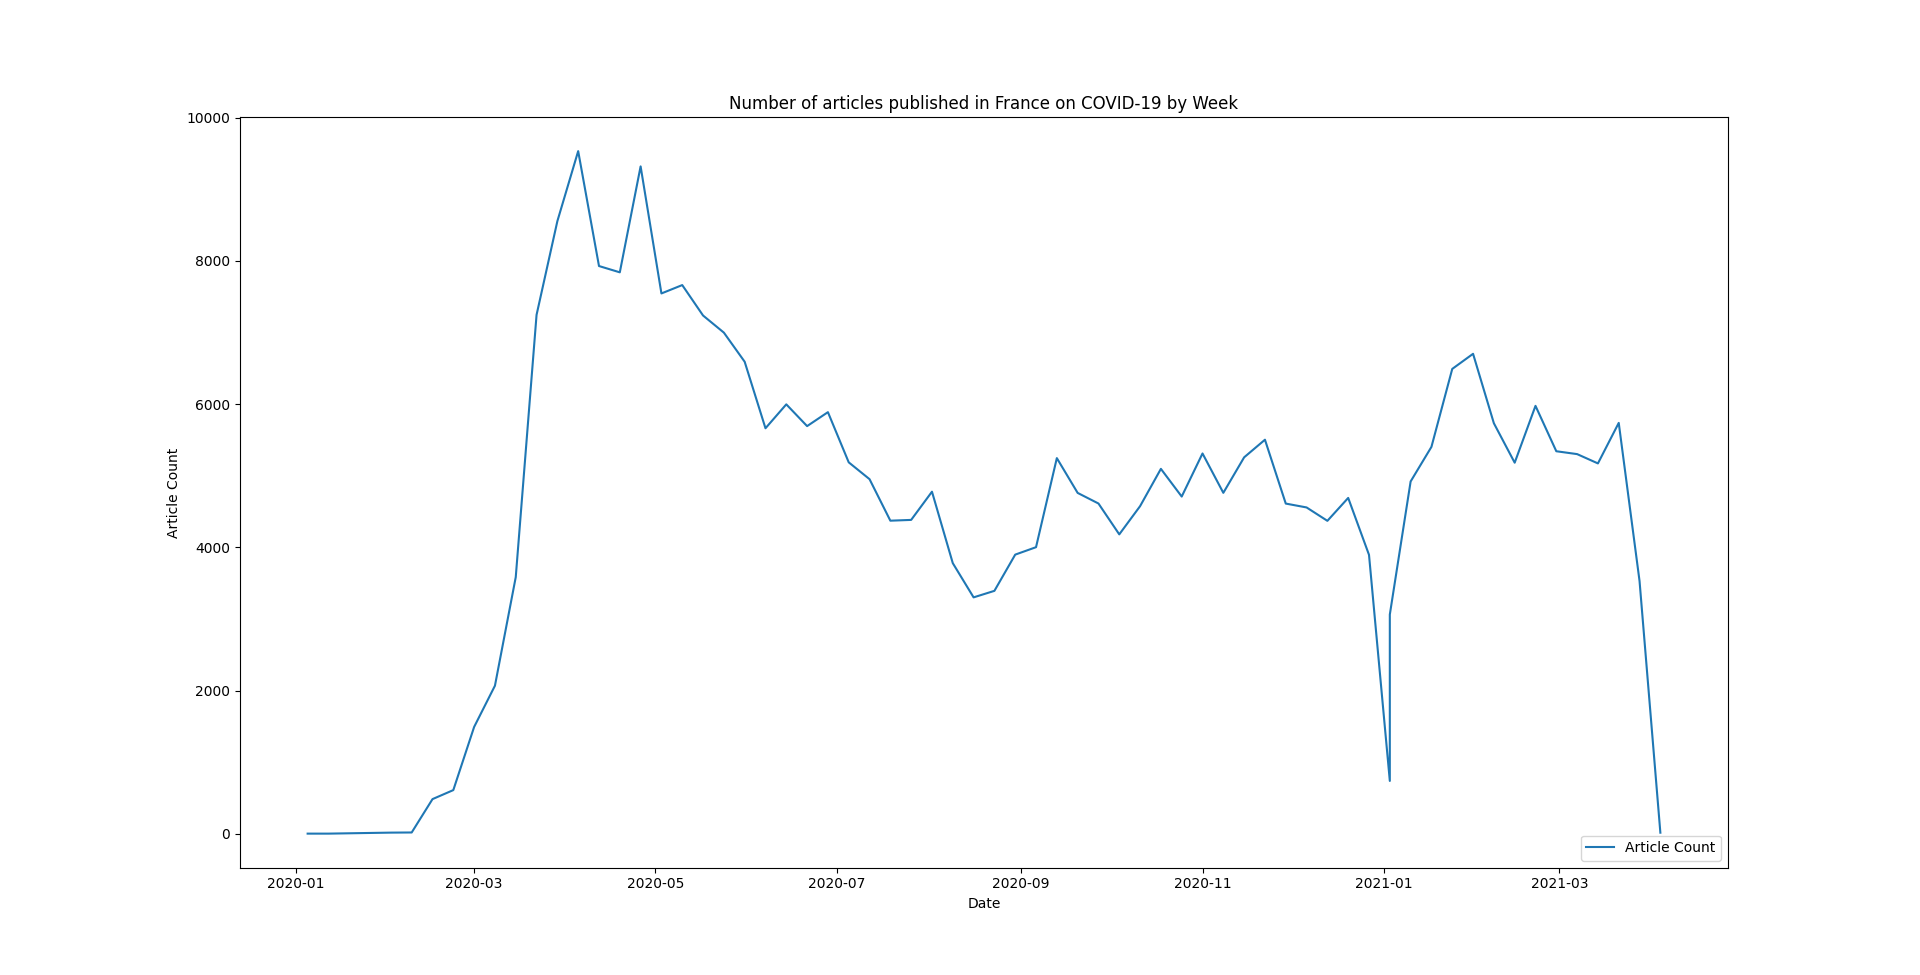 Number of articles published in France on COVID-19 by Week
10000
8000
6000
4000
2000
0
Article Count
Article Count
2020-01 2020-03 2020-05 2020-07 2020-09 2020-11 2021-01 2021-03
Date